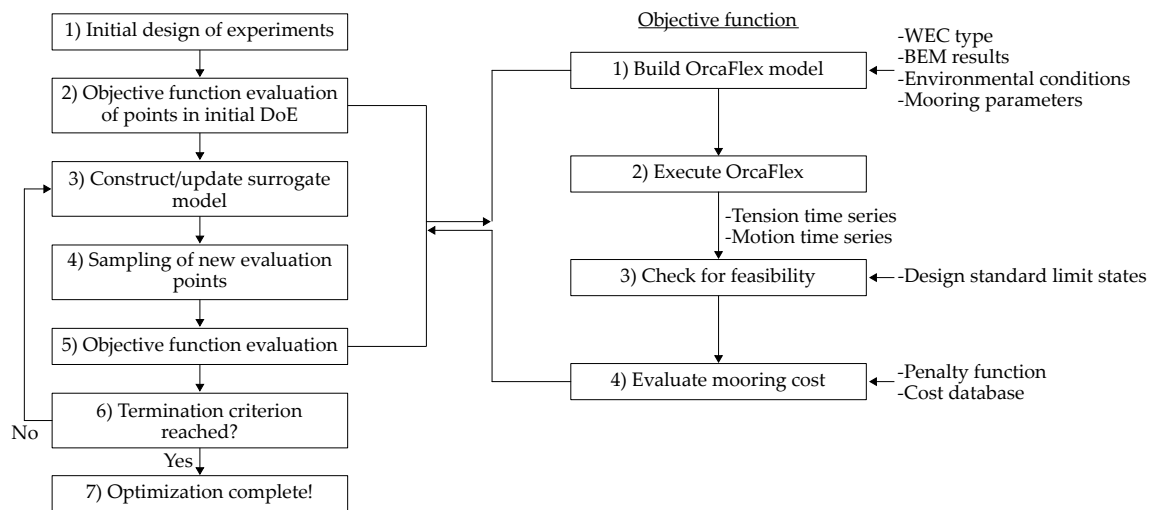 1) Initial design of experiments
2) Objective function evaluation
of points in initial DoE
3) Construct/update surrogate
model
4) Sampling of new evaluation
points
5) Objective function evaluation
6) Termination criterion
reached?
No
Yes
7) Optimization complete!
Objective function
1) Build OrcaFlex model
-WEC type
-BEM results
-Environmental conditions
-Mooring parameters
2) Execute OrcaFlex
-Tension time series
-Motion time series
3) Check for feasibility
-Design standard limit states
4) Evaluate mooring cost
-Penalty function
-Cost database